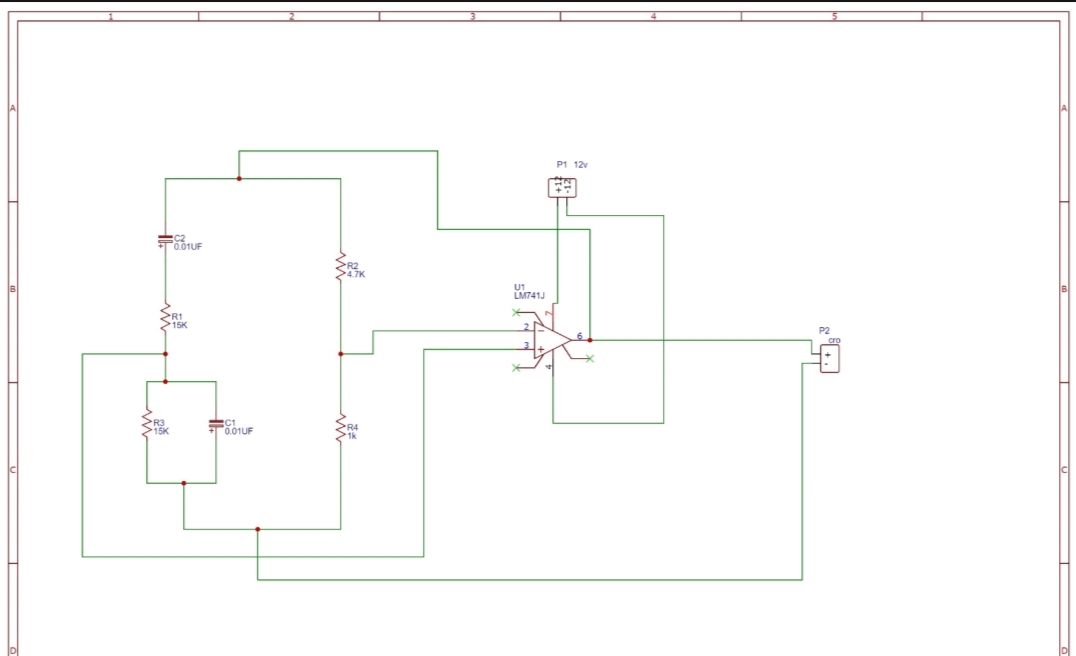 1 2 3 4 5
A A
P1 12v
+12
-12
C2
0.01UF
R2
4.7K
B B
U1
LM741J
7
R1
15K
2
6
3
4
P2
cro
+
-
R3
15K
C1
0.01UF
R4
1k
C C
D D